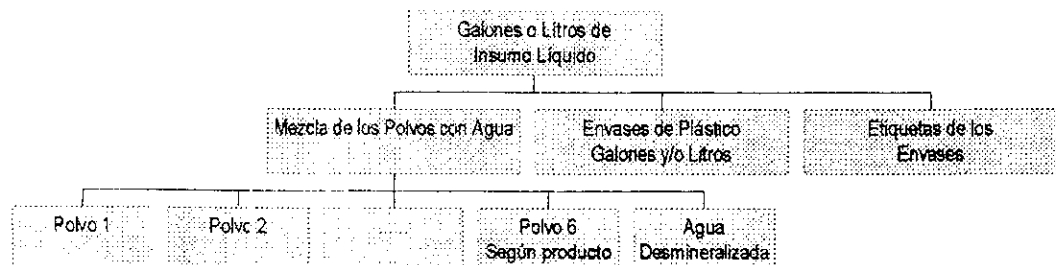 Galones o Litros de
Insumo Líquido
Mezcla de los Polvos con Agua
Envases de Plástico
Galones y/o Litros
Etiquetas de los
Envases
Polvo 1
Polvo 2
Polvo 6
Según producto
Agua
Desmineralizada